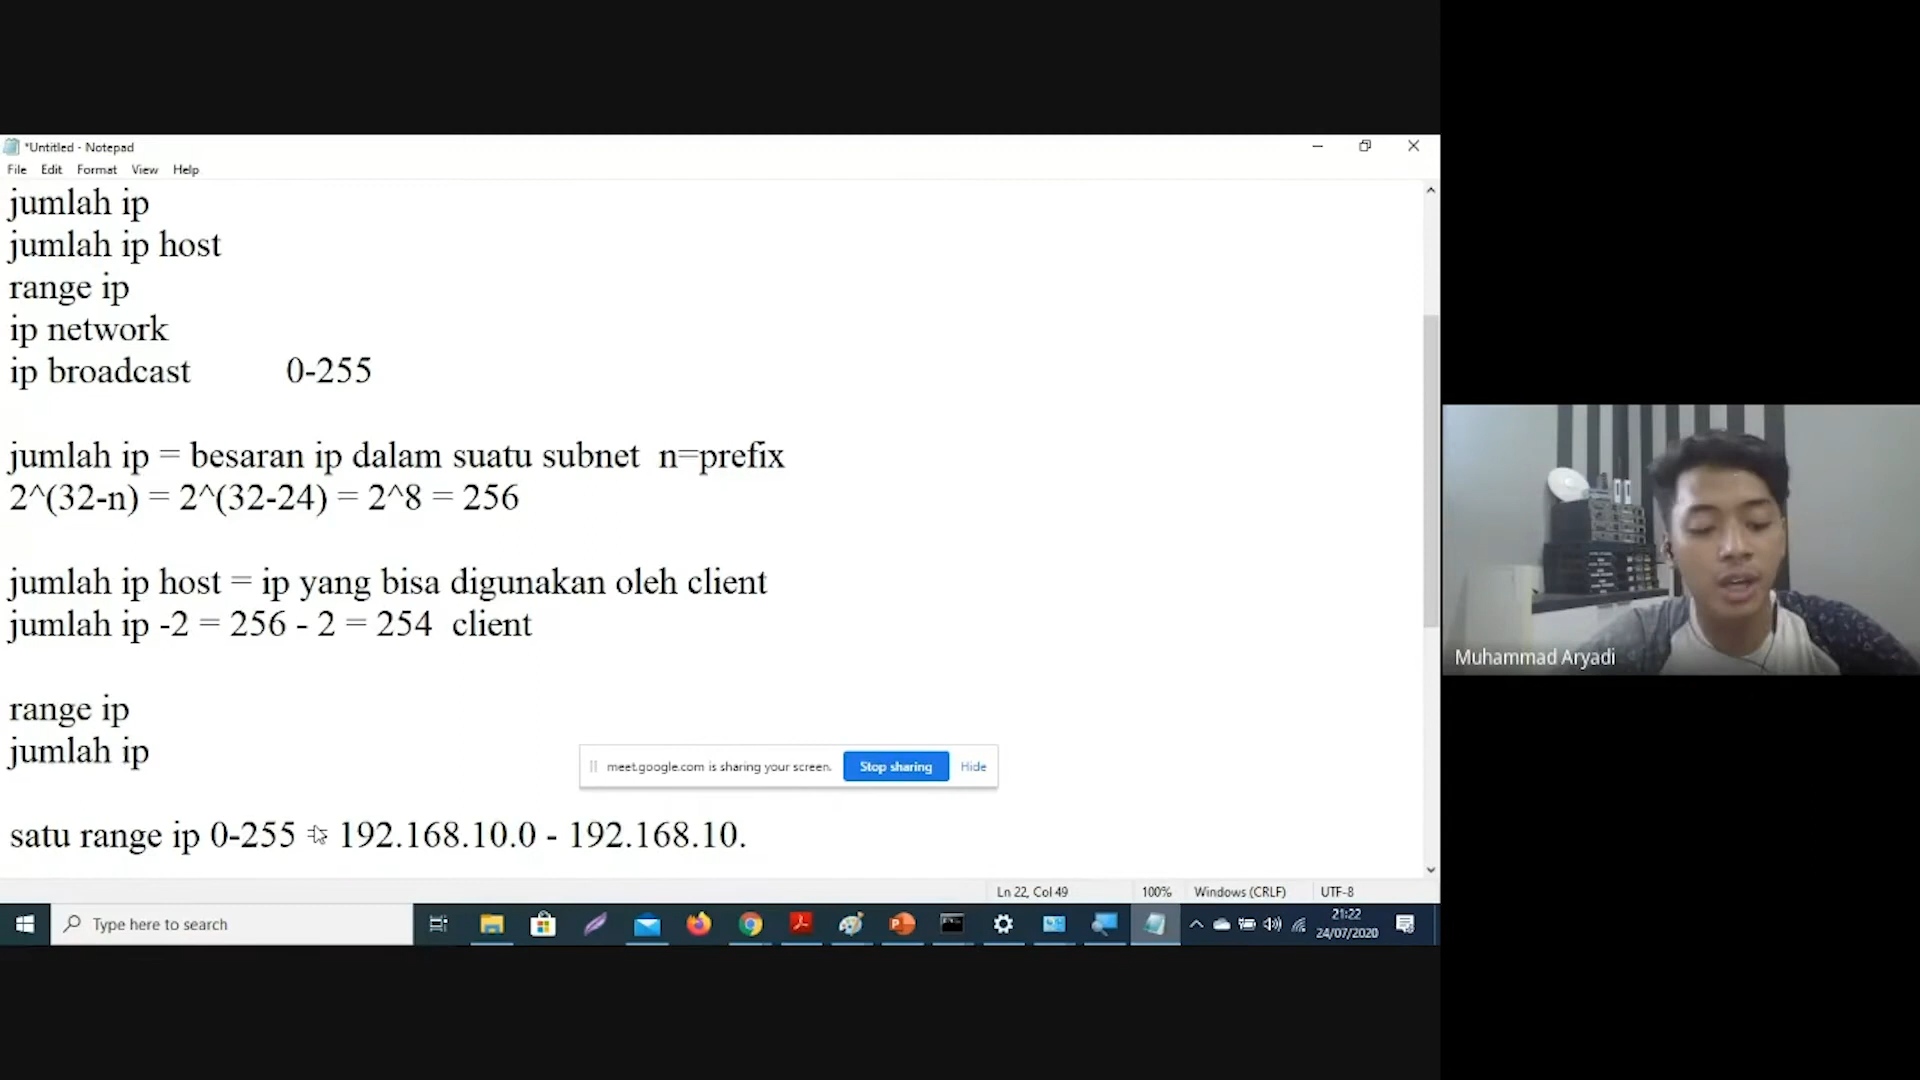 *Untitled - Notepad
File Edit Format View Help
jumlah ip
jumlah ip host
range ip
ip network
ip broadcast 0-255
jumlah ip = besaran ip dalam suatu subnet n=prefix
2^(32-n) = 2^(32-24) = 2^8 = 256
jumlah ip host = ip yang bisa digunakan oleh client
jumlah ip -2 = 256 - 2 = 254 client
range ip
jumlah ip
meet.google.com is sharing your screen. Stop sharing Hide
satu range ip 0-255 = 192.168.10.0 - 192.168.10.
Ln 22, Col 49 100% Windows (CRLF) UTF-8
Type here to search
21:22
24/07/2020
Muhammad Aryadi